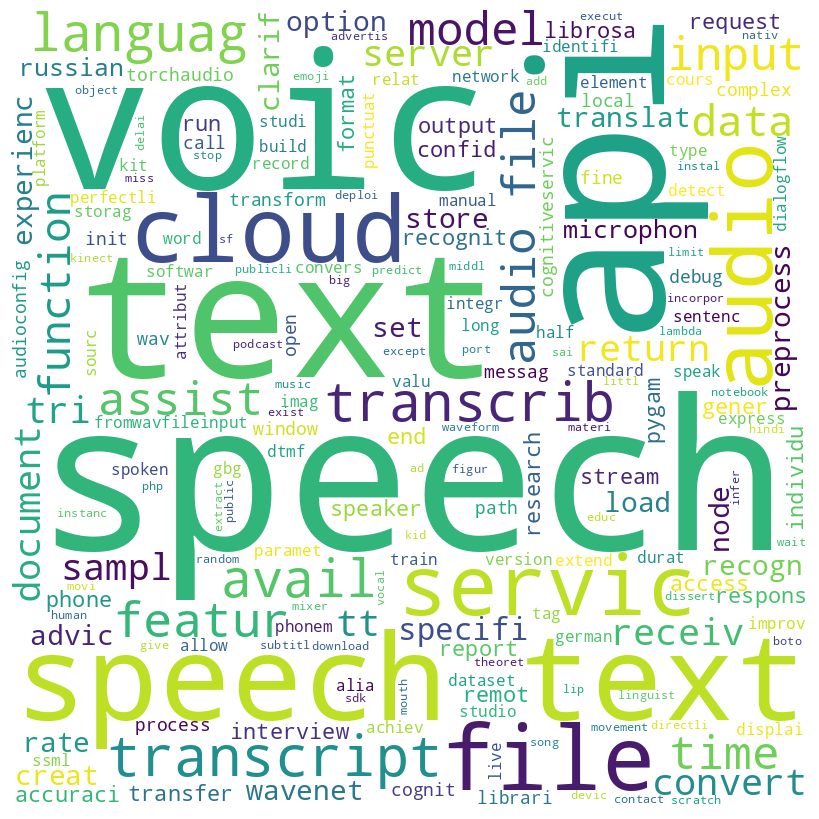 languag
option
execut
advertis
model
librosa
request
identifi
nativ
voic
russian
torchaudio
clarif
server
input
object
emoji
relat
network
add
element
cours
api
experienc
platform
delai
kit
run
call
stop
studi
build
record
format
punctuat
output
confid
local
complex
translat
data
perfectli
miss
storag
transform
deploi
manual
type
instal
fine
detect
dialogflow
function
init
word
sf
cloud
store
recognit
audio file
cognitiveservic
microphon
limit
audio
kinect
softwar
publicli
convers
predict
middl
integr
debug
incorpor
preprocess
audioconfig
sourc
wav
attribut
big
text
open
set
long
half
sentenc
lambda
podcast
except
port
sai
return
messag
standard
speak
notebook
littl
tri
assist
music
imag
valu
transcrib
pygam
gener
express
hindi
fromwavfileinput
exist
window
end
waveform
materi
document
spoken
gbg
dtmf
php
ad
figur
research
stream
individu
speech
instanc
extract
public
speaker
path
load
node
infer
educ
kid
wait
random
paramet
train
version
extend
durat
recogn
sampl
avail
servic
access
respons
movi
phone
human
featur
mixer
vocal
tag
german
dissert
improv
advic
give
allow
phonem
tt
specifi
receiv
subtitl
download
report
theoret
speech text
alia
sdk
mouth
dataset
remot
studio
lip
linguist
displai
process
interview
achiev
movement
directli
rate
ssml
transcript
file
live
song
time
creat
accuraci
transfer
wavenet
cognit
librari
devic
contact
convert
scratch
boto